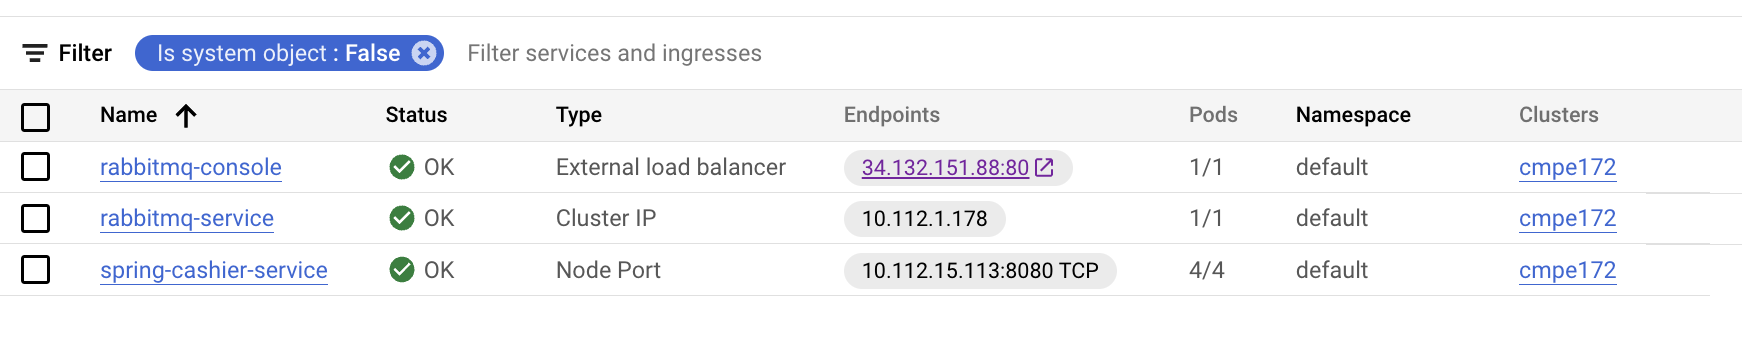 Filter Is system object : False Filter services and ingresses
Name Status Type Endpoints Pods Namespace Clusters
rabbitmq-console OK External load balancer 34.132.151.88:80 1/1 default cmpe172
rabbitmq-service OK Cluster IP 10.112.1.178 1/1 default cmpe172
spring-cashier-service OK Node Port 10.112.15.113:8080 TCP 4/4 default cmpe172